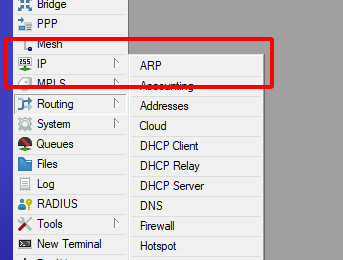 Bridge
PPP
Mesh
IP
MPLS
Routing
System
Queues
Files
Log
RADIUS
Tools
New Terminal
ARP
Accounting
Addresses
Cloud
DHCP Client
DHCP Relay
DHCP Server
DNS
Firewall
Hotspot